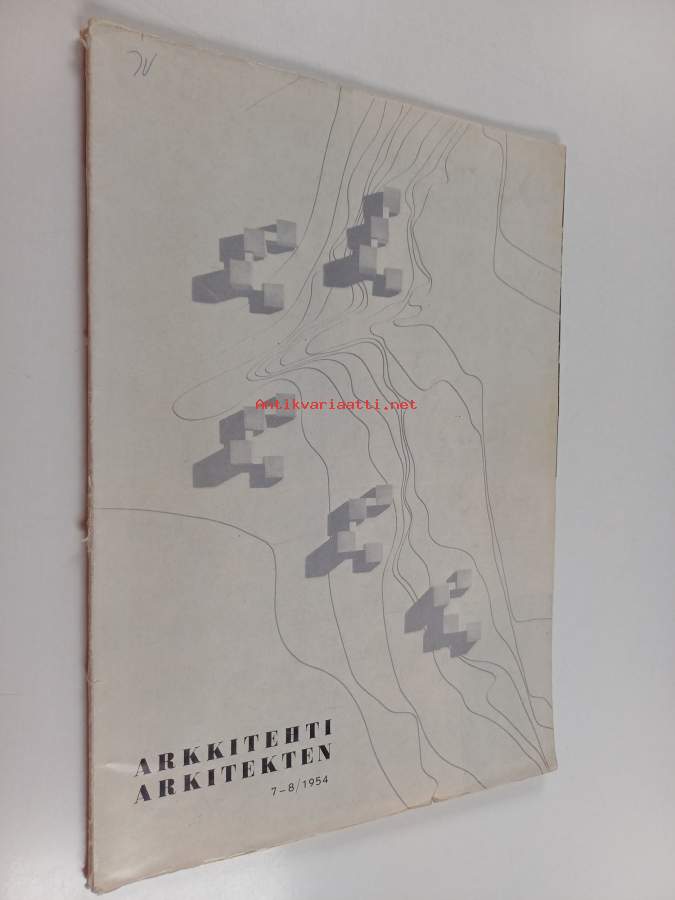 Antikvariaatti.net
ARKKITEHTI
ARKITEKTEN
7–8/1954